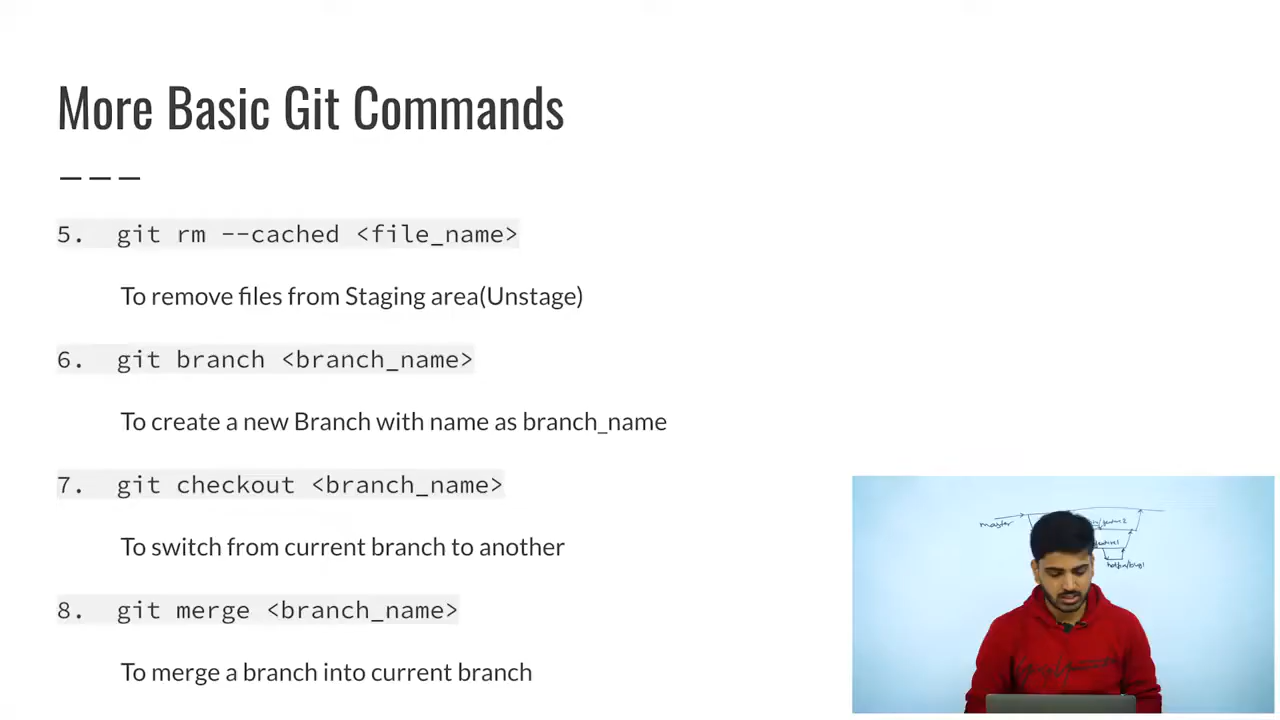 More Basic Git Commands
5. git rm --cached <file_name>
To remove files from Staging area(Unstage)
6. git branch <branch_name>
To create a new Branch with name as branch_name
7. git checkout <branch_name>
To switch from current branch to another
8. git merge <branch_name>
To merge a branch into current branch
master